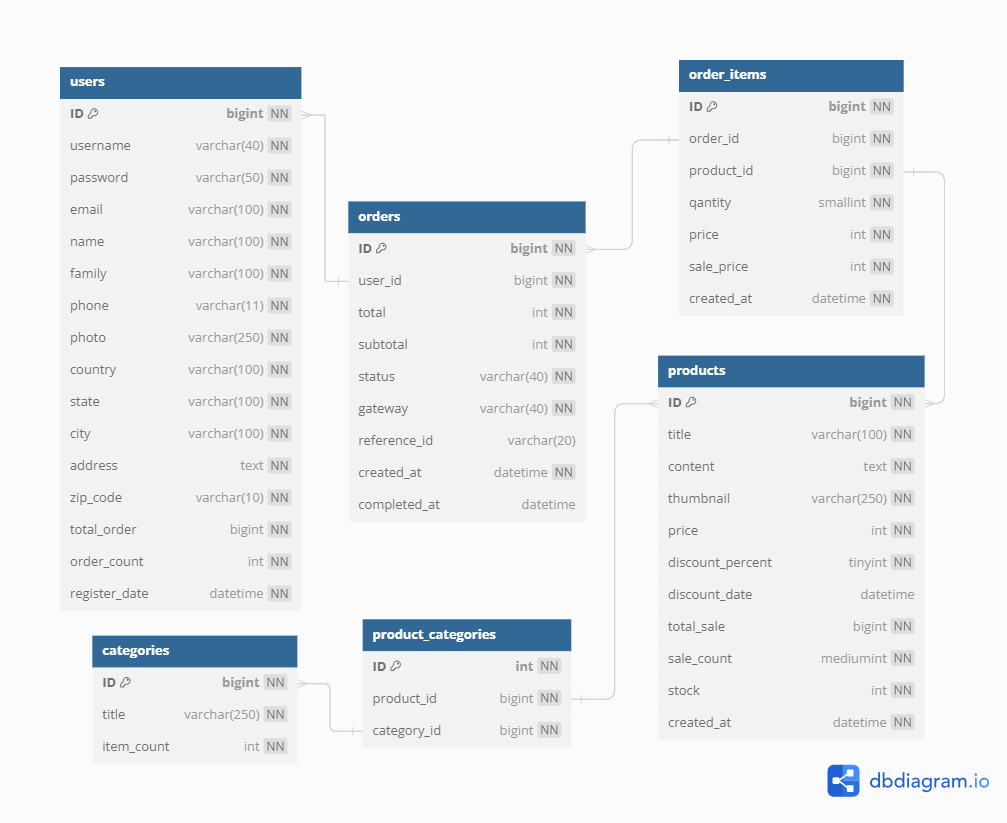 users
ID bigint NN
username varchar(40) NN
password varchar(50) NN
email varchar(100) NN
name varchar(100) NN
family varchar(100) NN
phone varchar(11) NN
photo varchar(250) NN
country varchar(100) NN
state varchar(100) NN
city varchar(100) NN
address text NN
zip_code varchar(10) NN
total_order bigint NN
order_count int NN
register_date datetime NN
orders
ID bigint NN
user_id bigint NN
total int NN
subtotal int NN
status varchar(40) NN
gateway varchar(40) NN
reference_id varchar(20)
created_at datetime NN
completed_at datetime
order_items
ID bigint NN
order_id bigint NN
product_id bigint NN
qantity smallint NN
price int NN
sale_price int NN
created_at datetime NN
products
ID bigint NN
title varchar(100) NN
content text NN
thumbnail varchar(250) NN
price int NN
discount_percent tinyint NN
discount_date datetime
total_sale bigint NN
sale_count mediumint NN
stock int NN
created_at datetime NN
categories
ID bigint NN
title varchar(250) NN
item_count int NN
product_categories
ID int NN
product_id bigint NN
category_id bigint NN
dbdiagram.io